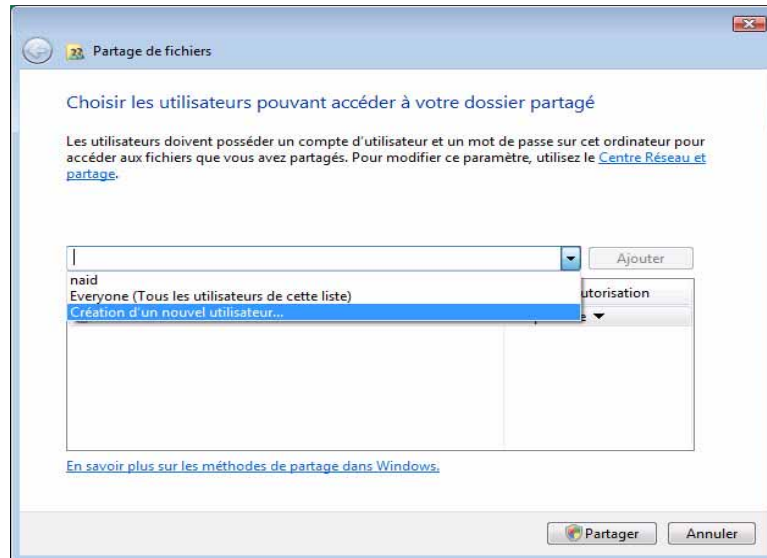 Partage de fichiers
Choisir les utilisateurs pouvant accéder à votre dossier partagé
Les utilisateurs doivent posséder un compte d'utilisateur et un mot de passe sur cet ordinateur pour
accéder aux fichiers que vous avez partagés. Pour modifier ce paramètre, utilisez le Centre Réseau et
partage.
Ajouter
naid
Everyone (Tous les utilisateurs de cette liste)
utorisation
Création d'un nouvel utilisateur...
En savoir plus sur les méthodes de partage dans Windows.
Partager Annuler